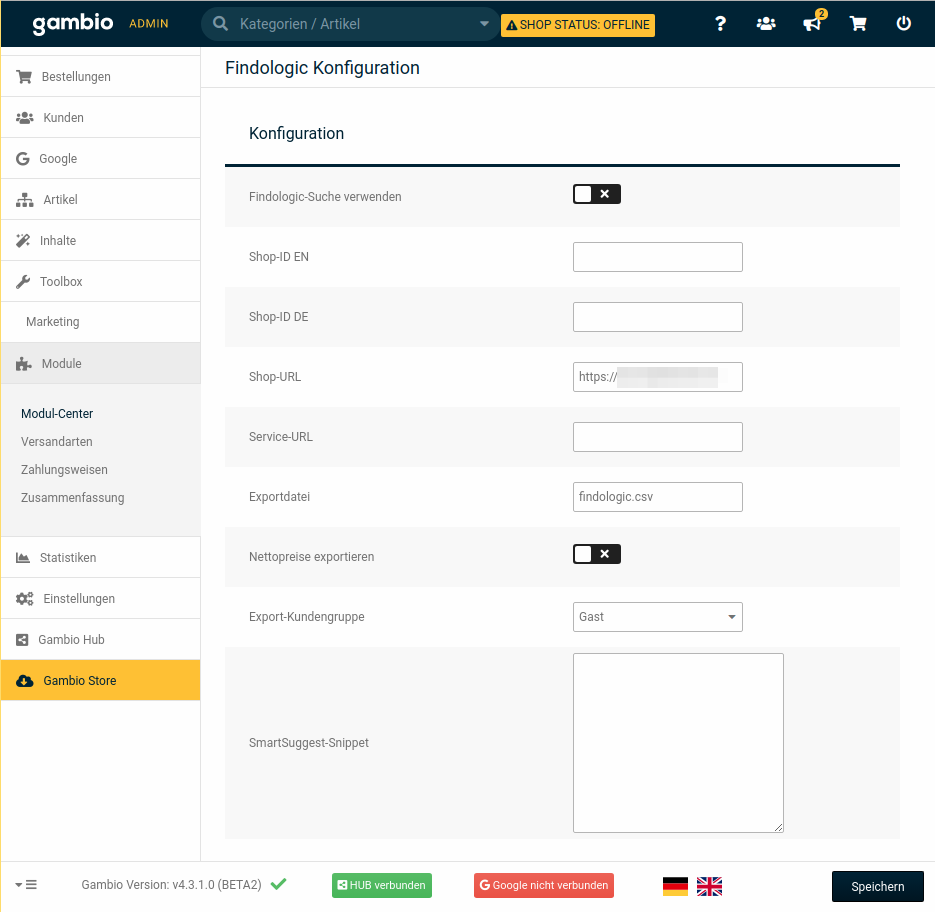 gambio ADMIN Kategorien / Artikel SHOP STATUS: OFFLINE ? 2
Findologic Konfiguration
Bestellungen
Kunden
Google
Artikel
Inhalte
Toolbox
Marketing
Module
Modul-Center
Versandarten
Zahlungsweisen
Zusammenfassung
Statistiken
Einstellungen
Gambio Hub
Gambio Store
Konfiguration
Findologic-Suche verwenden
Shop-ID EN
Shop-ID DE
Shop-URL https://
Service-URL
Exportdatei findologic.csv
Nettopreise exportieren
Export-Kundengruppe Gast
SmartSuggest-Snippet
Gambio Version: v4.3.1.0 (BETA2) HUB verbunden Google nicht verbunden Speichern